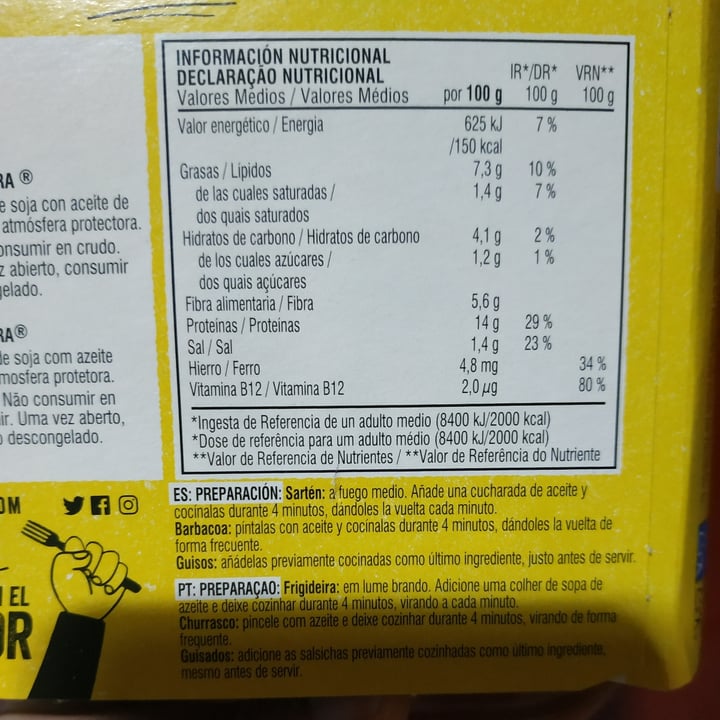 INFORMACIÓN NUTRICIONAL
DECLARAÇÃO NUTRICIONAL
Valores Medios / Valores Médios por 100 g IR*/DR* 100 g VRN** 100 g
Valor energético / Energia 625 kJ 7 %
/150 kcal
Grasas / Lípidos 7,3 g 10 %
de las cuales saturadas / 1,4 g 7 %
dos quais saturados
Hidratos de carbono / Hidratos de carbono 4,1 g 2 %
de los cuales azúcares / 1,2 g 1 %
dos quais açúcares
Fibra alimentaria / Fibra 5,6 g
Proteínas / Proteínas 14 g 29 %
Sal / Sal 1,4 g 23 %
Hierro / Ferro 4,8 mg 34 %
Vitamina B12 / Vitamina B12 2,0 µg 80 %
*Ingesta de Referencia de un adulto medio (8400 kJ/2000 kcal)
*Dose de referência para um adulto médio (8400 kJ/2000 kcal)
**Valor de Referencia de Nutrientes / **Valor de Referência do Nutriente
RA ®
e soja con aceite de
atmósfera protectora.
onsumir en crudo.
z abierto, consumir
gelado.
RA®
de soja com azeite
mosfera protetora.
Não consumir en
ir. Uma vez aberto,
o descongelado.
OM
EL
OR
ES: PREPARACIÓN: Sartén: a fuego medio. Añade una cucharada de aceite y
cocínalas durante 4 minutos, dándoles la vuelta cada minuto.
Barbacoa: píntalas con aceite y cocínalas durante 4 minutos, dándoles la vuelta de
forma frecuente.
Guisos: añádelas previamente cocinadas como último ingrediente, justo antes de servir.
PT: PREPARAÇAO: Frigideira: em lume brando. Adicione uma colher de sopa de
azeite e deixe cozinhar durante 4 minutos, virando a cada minuto.
Churrasco: pincele com azeite e deixe cozinhar durante 4 minutos, virando de forma
frequente.
Guisados: adicione as salsichas previamente cozinhadas como último ingrediente,
mesmo antes de servir.